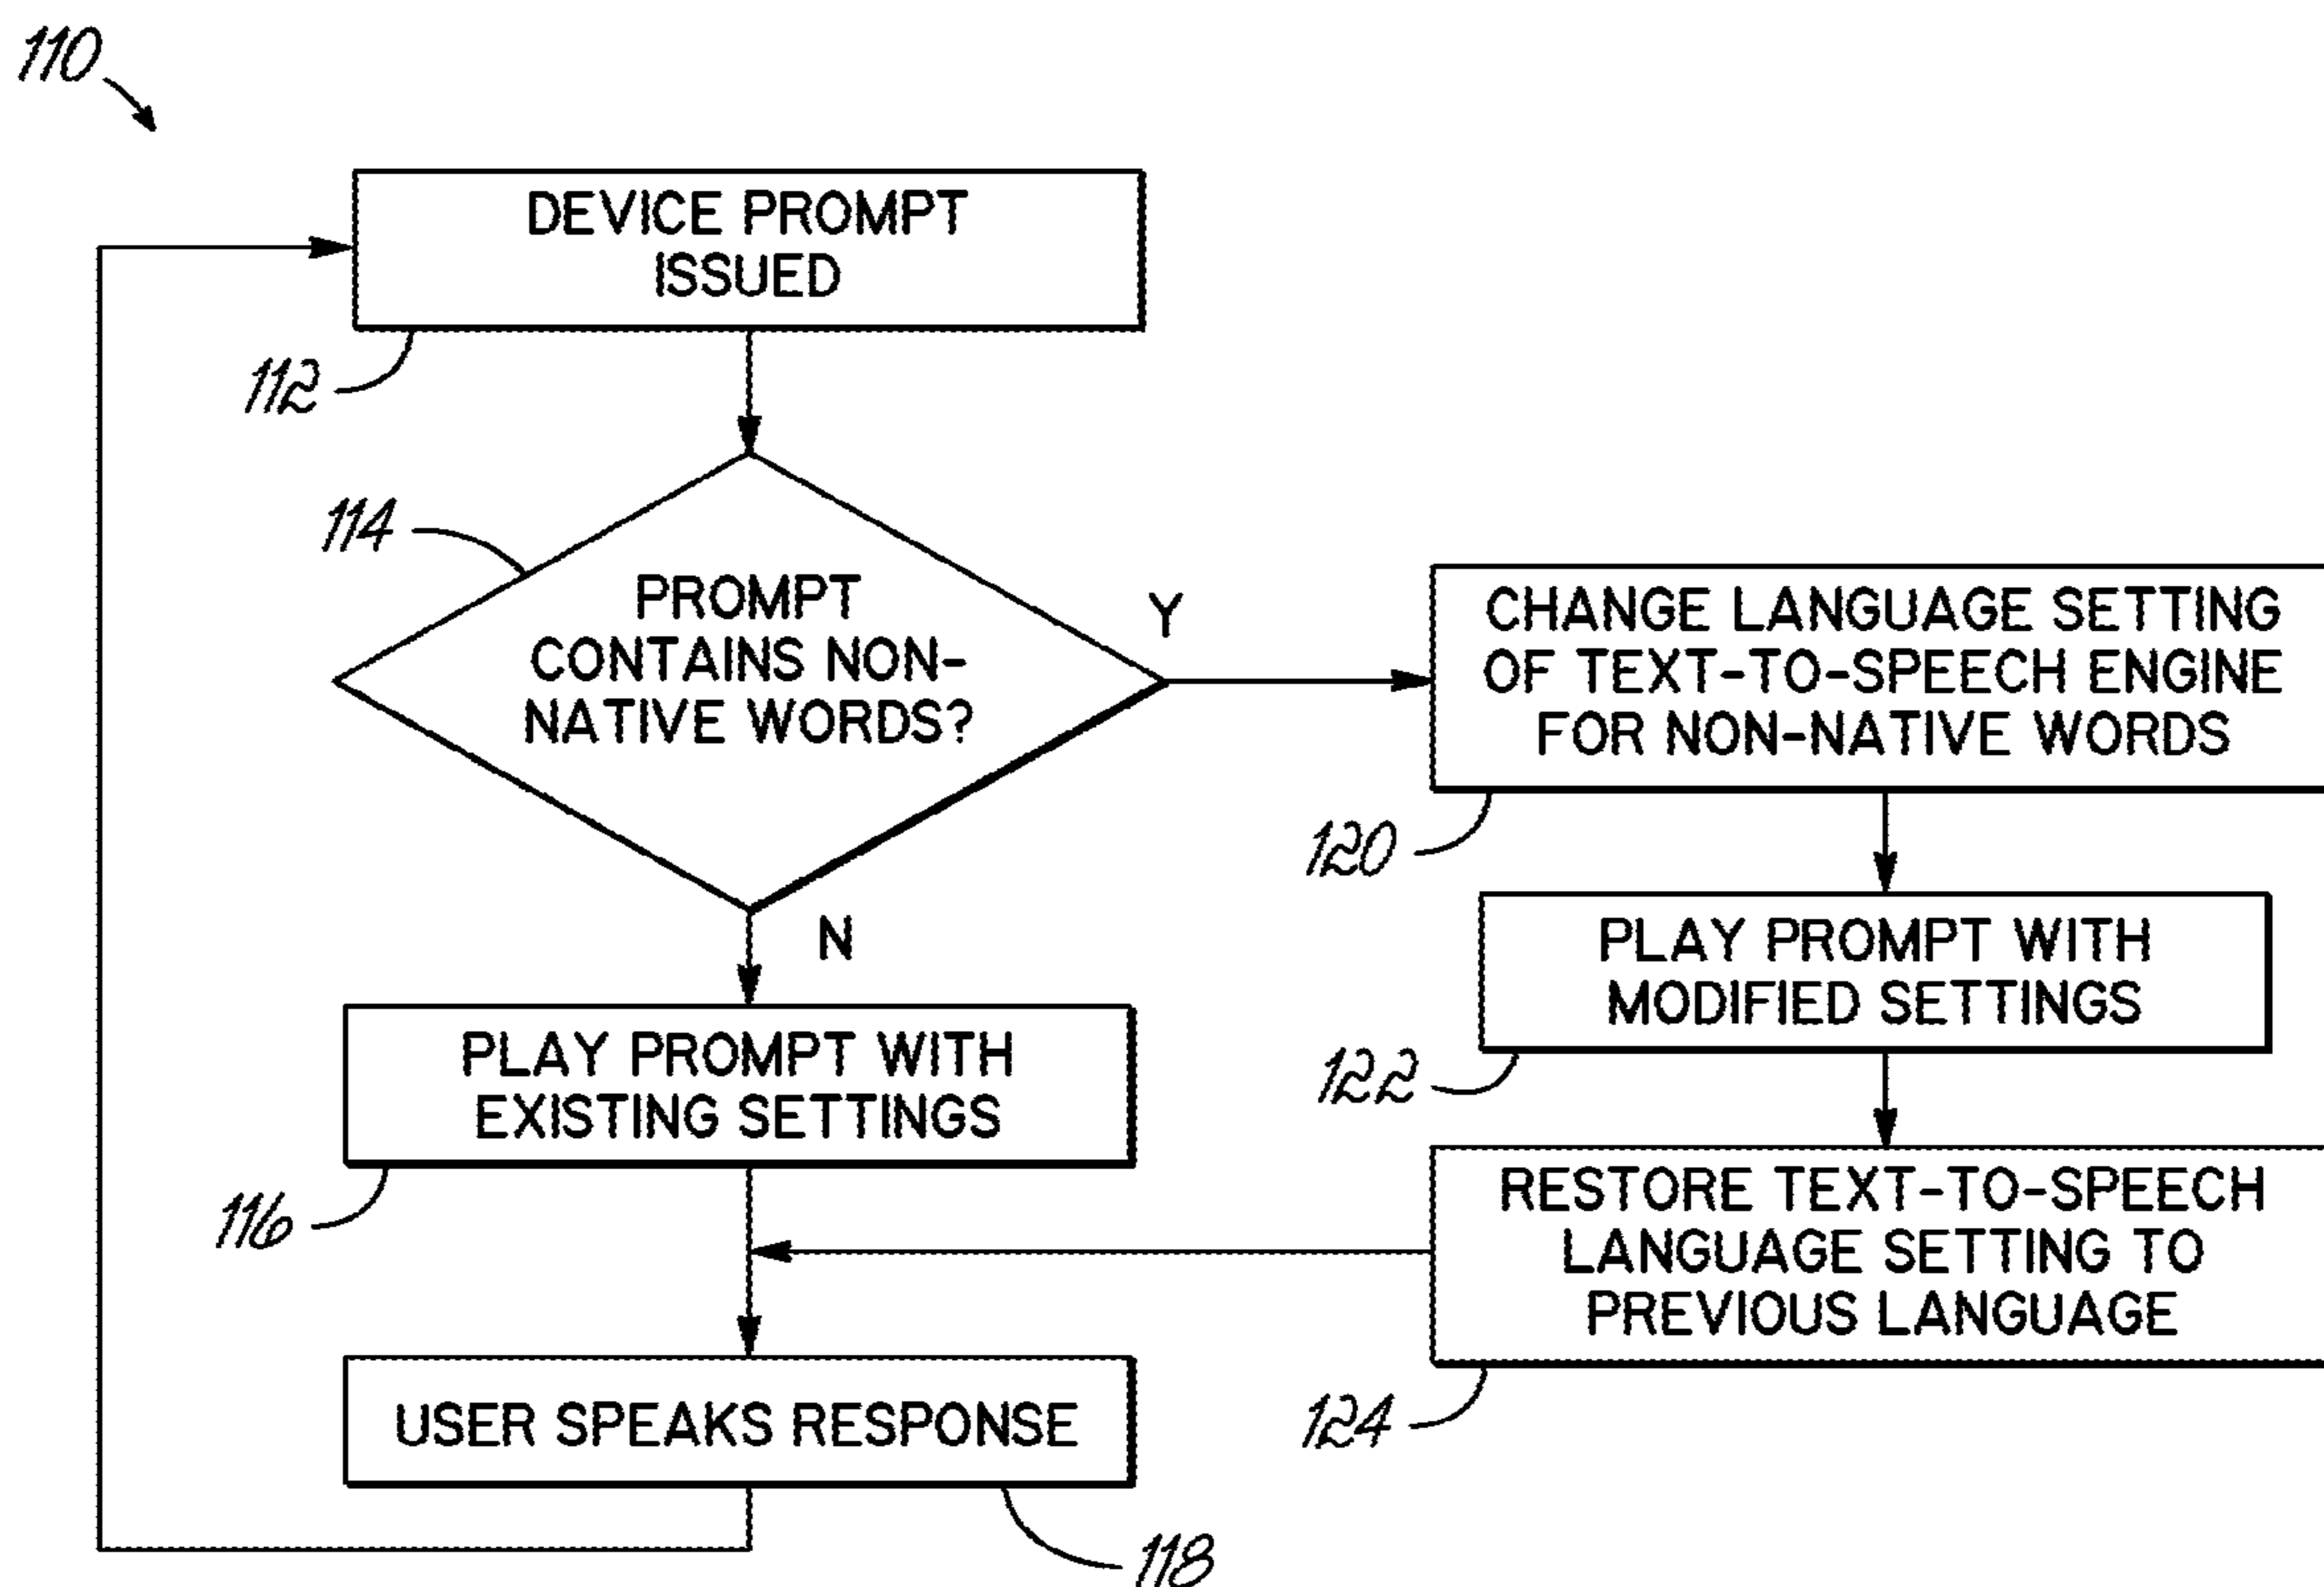 110
DEVICE PROMPT
ISSUED
112
114
PROMPT
CONTAINS NON-
NATIVE WORDS?
Y
N
CHANGE LANGUAGE SETTING
OF TEXT-TO-SPEECH ENGINE
FOR NON-NATIVE WORDS
120
PLAY PROMPT WITH
MODIFIED SETTINGS
122
PLAY PROMPT WITH
EXISTING SETTINGS
116
RESTORE TEXT-TO-SPEECH
LANGUAGE SETTING TO
PREVIOUS LANGUAGE
124
USER SPEAKS RESPONSE
118